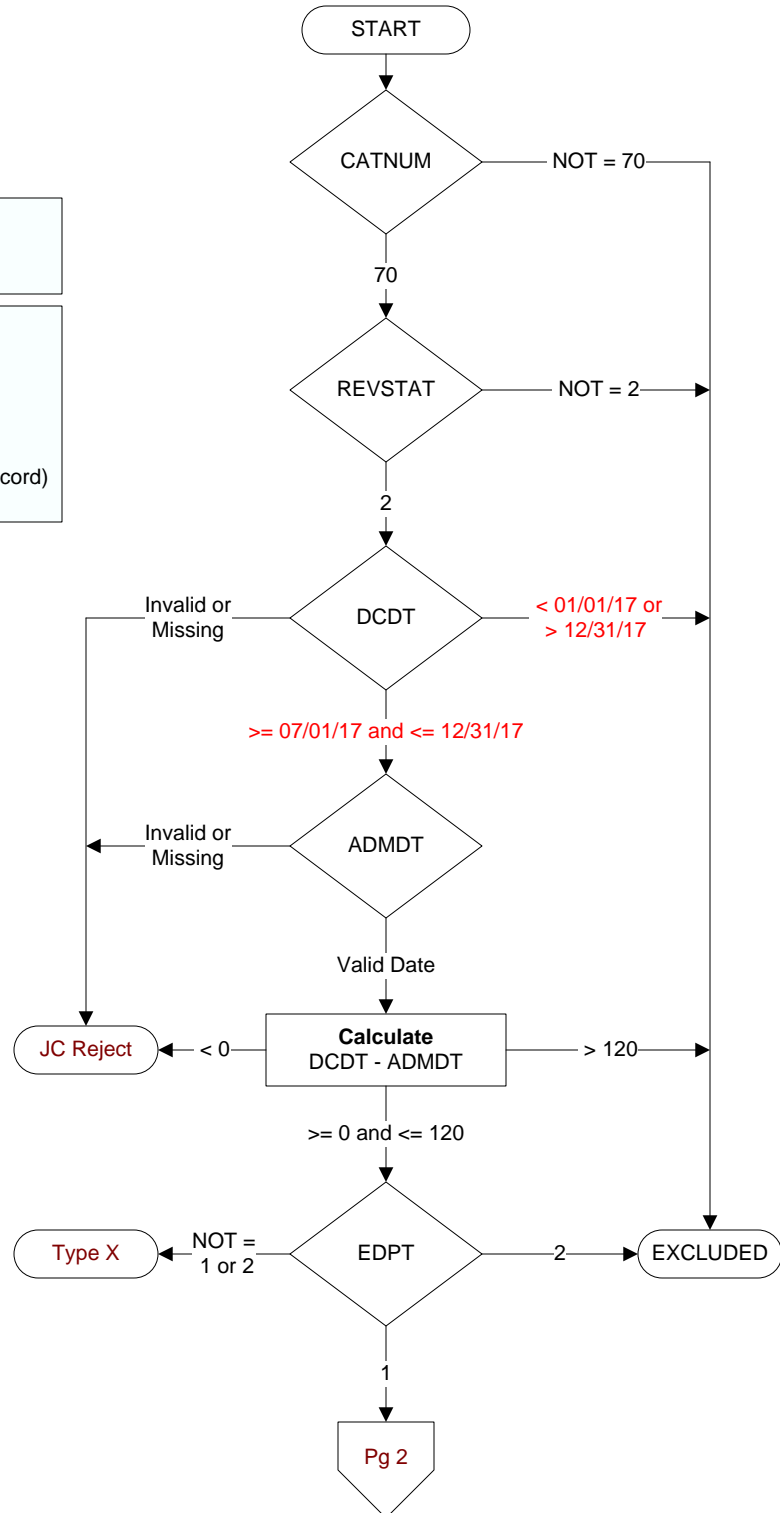 START
CATNUM
NOT = 70
70
REVSTAT
NOT = 2
cord)
2
Invalid or
Missing
DCDT
< 01/01/17 or
> 12/31/17
>= 07/01/17 and <= 12/31/17
Invalid or
Missing
ADMDT
Valid Date
JC Reject
< 0
Calculate
DCDT - ADMDT
> 120
>= 0 and <= 120
Type X
NOT =
1 or 2
EDPT
2
EXCLUDED
1
Pg 2